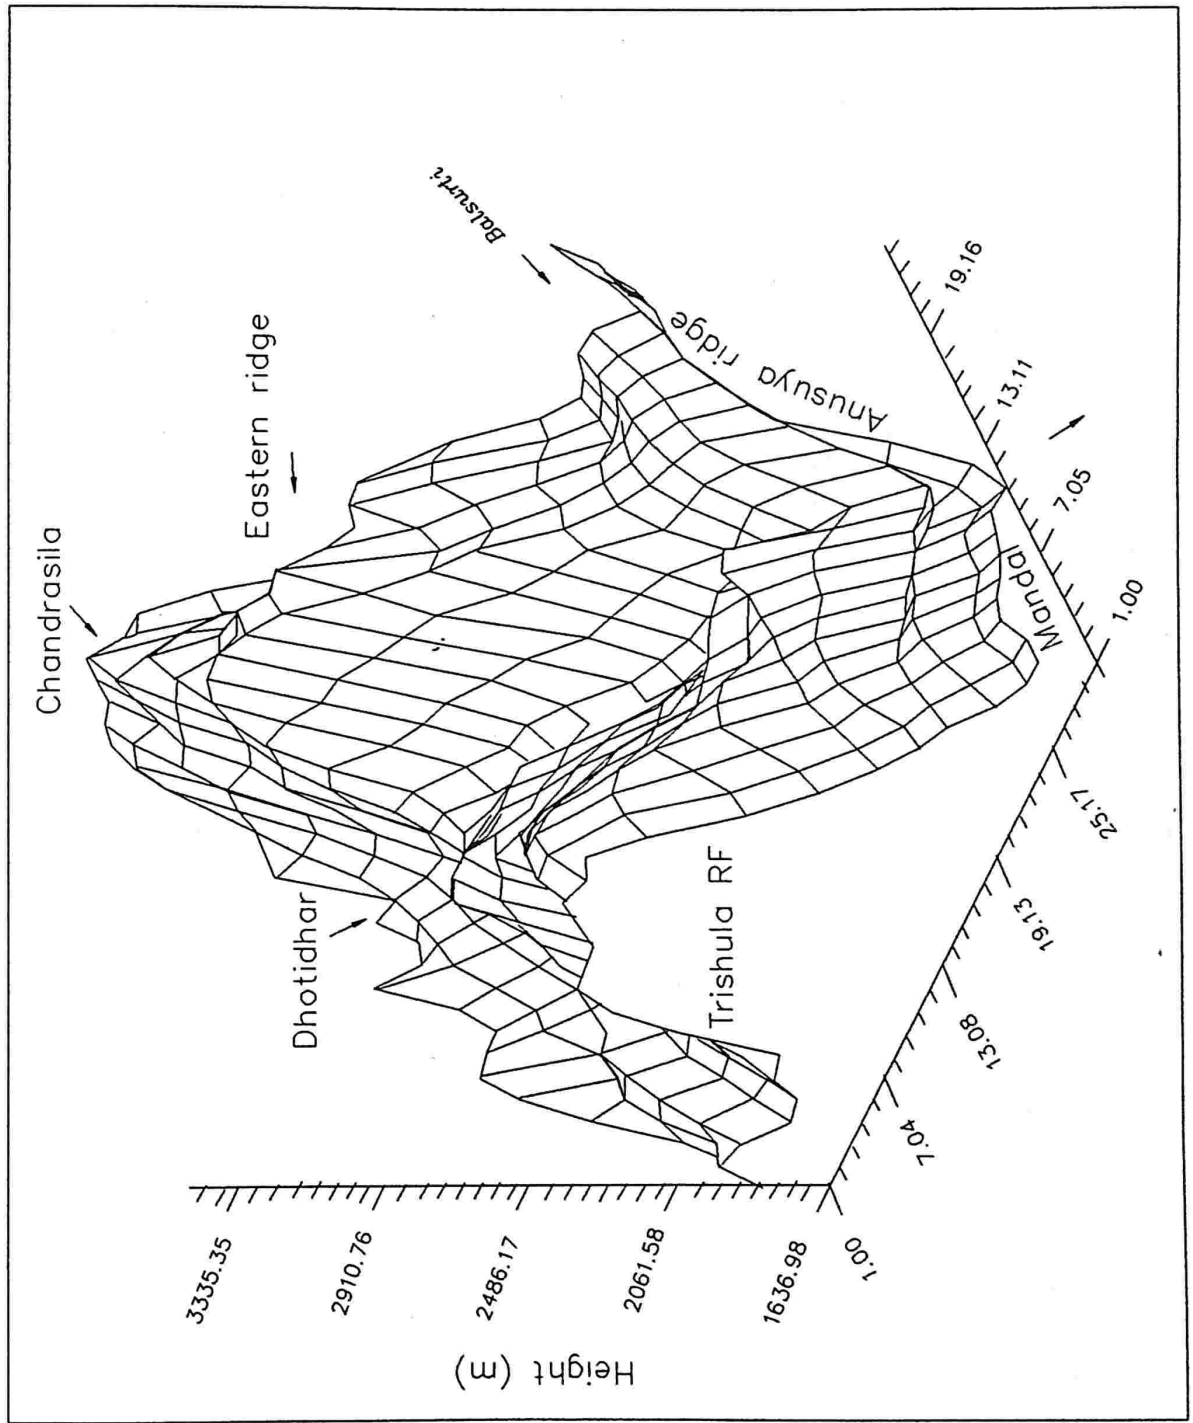 Chandrasila
Eastern ridge
Balsurti
Dhotidhar
Anusuya ridge
Trishula RF
Mandal
Height (m)
3335.35
2910.76
2486.17
2061.58
1636.98
1.00
7.04
13.08
19.13
25.17
1.00
7.05
13.11
19.16